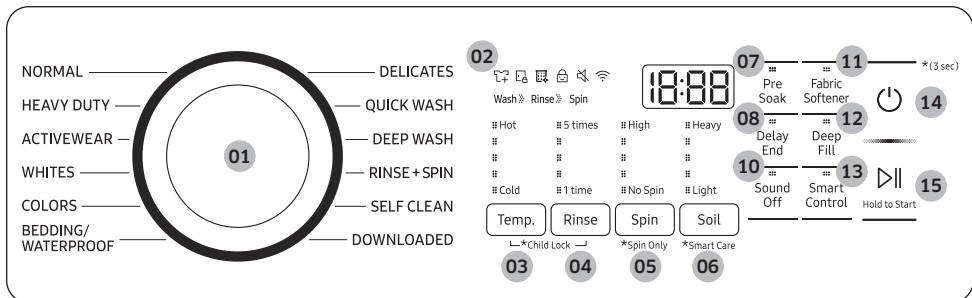 NORMAL
HEAVY DUTY
ACTIVEWEAR
WHITES
COLORS
BEDDING/
WATERPROOF
01
DELICATES
QUICK WASH
DEEP WASH
RINSE+SPIN
SELF CLEAN
DOWNLOADED
02
18:88
Wash Rinse Spin
Hot 5 times High Heavy
Cold 1 time No Spin Light
Temp. Rinse Spin Soil
*Child Lock *Spin Only *Smart Care
03 04 05 06
07
Pre
Soak
11
Fabric
Softener
08
Delay
End
12
Deep
Fill
10
Sound
Off
13
Smart
Control
*(3 sec)
14
15
Hold to Start